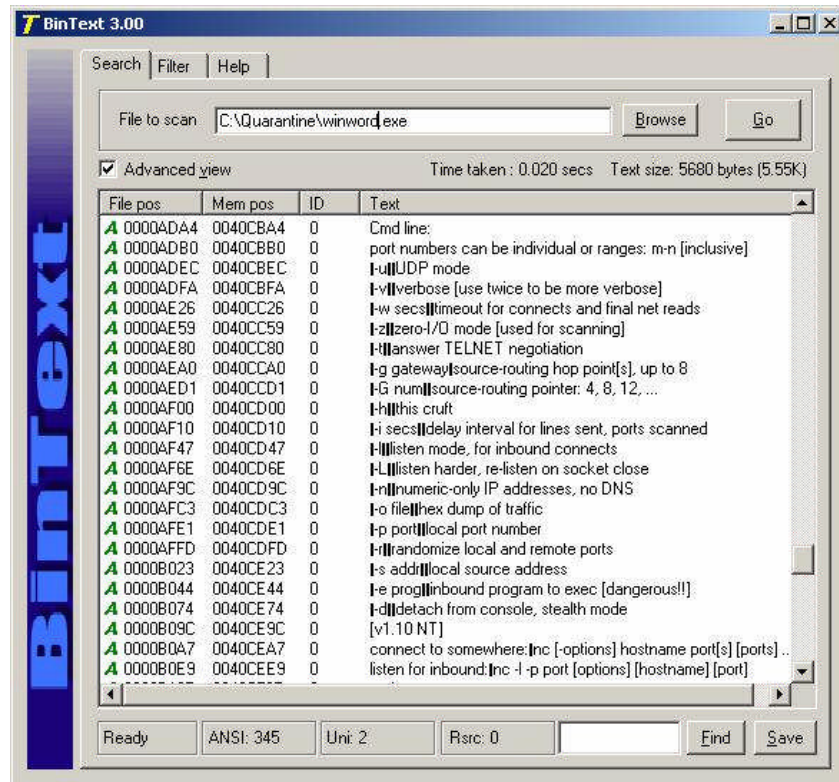 BinText 3.00
Search Filter Help
File to scan C:\Quarantine\winword.exe Browse Go
Advanced view Time taken : 0.020 secs Text size: 5680 bytes (5.55K)
File pos Mem pos ID Text
A 0000ADA4 0040CBA4 0 Cmd line:
A 0000ADB0 0040CBB0 0 port numbers can be individual or ranges: m-n [inclusive]
A 0000ADEC 0040CBEC 0 |-u||UDP mode
A 0000ADFA 0040CBFA 0 |-v||verbose [use twice to be more verbose]
A 0000AE26 0040CC26 0 |-w secs||timeout for connects and final net reads
A 0000AE59 0040CC59 0 |-z||zero-I/O mode [used for scanning]
A 0000AE80 0040CC80 0 |-t||answer TELNET negotiation
A 0000AEA0 0040CCA0 0 |-g gateway|source-routing hop point[s], up to 8
A 0000AED1 0040CCD1 0 |-G num||source-routing pointer: 4, 8, 12, ...
A 0000AF00 0040CD00 0 |-h||this cruft
A 0000AF10 0040CD10 0 |-i secs||delay interval for lines sent, ports scanned
A 0000AF47 0040CD47 0 |-l||listen mode, for inbound connects
A 0000AF6E 0040CD6E 0 |-L||listen harder, re-listen on socket close
A 0000AF9C 0040CD9C 0 |-n||numeric-only IP addresses, no DNS
A 0000AFC3 0040CDC3 0 |-o file||hex dump of traffic
A 0000AFE1 0040CDE1 0 |-p port||local port number
A 0000AFFD 0040CDFD 0 |-r||randomize local and remote ports
A 0000B023 0040CE23 0 |-s addr||local source address
A 0000B044 0040CE44 0 |-e prog||inbound program to exec [dangerous!!]
A 0000B074 0040CE74 0 |-d||detach from console, stealth mode
A 0000B09C 0040CE9C 0 [v1.10 NT]
A 0000B0A7 0040CEA7 0 connect to somewhere:|nc [-options] hostname port[s] [ports] ..
A 0000B0E9 0040CEE9 0 listen for inbound:|nc -l -p port [options] [hostname] [port]
Ready ANSI: 345 Uni: 2 Rsrc: 0 Find Save
BinText